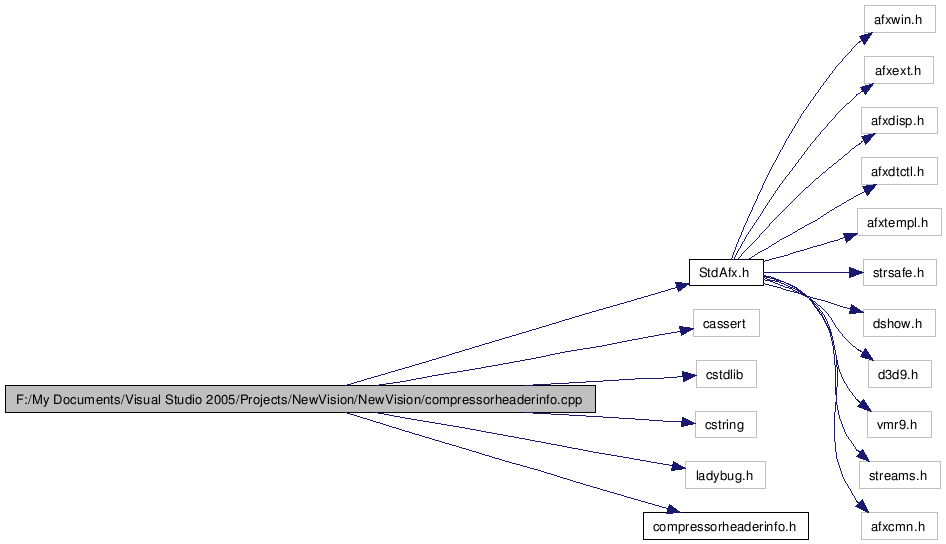 afxwin.h
afxext.h
afxdisp.h
afxdtctl.h
afxtempl.h
StdAfx.h
strsafe.h
cassert
dshow.h
cstdlib
d3d9.h
F:/My Documents/Visual Studio 2005/Projects/NewVision/NewVision/compressorheaderinfo.cpp
cstring
vmr9.h
ladybug.h
streams.h
compressorheaderinfo.h
afxcmn.h